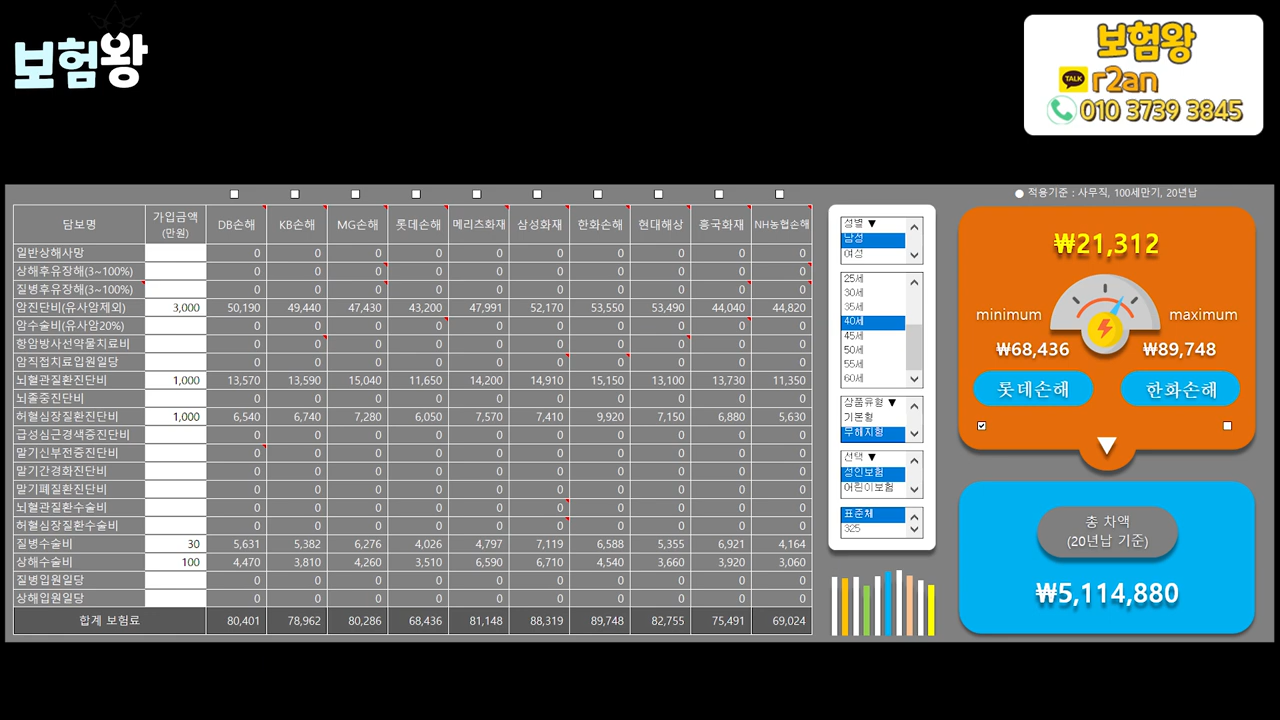 보험왕
보험왕
TALK r2an
010 3739 3845
● 적용기준 : 사무직, 100세만기, 20년납
담보명 가입금액(만원) DB손해 KB손해 MG손해 롯데손해 메리츠화재 삼성화재 한화손해 현대해상 흥국화재 NH농협손해
일반상해사망 0 0 0 0 0 0 0 0 0 0
상해후유장해(3~100%) 0 0 0 0 0 0 0 0 0 0
질병후유장해(3~100%) 0 0 0 0 0 0 0 0 0 0
암진단비(유사암제외) 3,000 50,190 49,440 47,430 43,200 47,991 52,170 53,550 53,490 44,040 44,820
암수술비(유사암20%) 0 0 0 0 0 0 0 0 0 0
항암방사선약물치료비 0 0 0 0 0 0 0 0 0 0
암직접치료입원일당 0 0 0 0 0 0 0 0 0 0
뇌혈관질환진단비 1,000 13,570 13,590 15,040 11,650 14,200 14,910 15,150 13,100 13,730 11,350
뇌졸중진단비 0 0 0 0 0 0 0 0 0 0
허혈심장질환진단비 1,000 6,540 6,740 7,280 6,050 7,570 7,410 9,920 7,150 6,880 5,630
급성심근경색증진단비 0 0 0 0 0 0 0 0 0 0
말기신부전증진단비 0 0 0 0 0 0 0 0 0 0
말기간경화진단비 0 0 0 0 0 0 0 0 0 0
말기폐질환진단비 0 0 0 0 0 0 0 0 0 0
뇌혈관질환수술비 0 0 0 0 0 0 0 0 0 0
허혈심장질환수술비 0 0 0 0 0 0 0 0 0 0
질병수술비 30 5,631 5,382 6,276 4,026 4,797 7,119 6,588 5,355 6,921 4,164
상해수술비 100 4,470 3,810 4,260 3,510 6,590 6,710 4,540 3,660 3,920 3,060
질병입원일당 0 0 0 0 0 0 0 0 0 0
상해입원일당 0 0 0 0 0 0 0 0 0 0
합계 보험료 80,401 78,962 80,286 68,436 81,148 88,319 89,748 82,755 75,491 69,024
성별 ▼
남성
여성
25세
30세
35세
40세
45세
50세
55세
60세
상품유형 ▼
기본형
무해지형
선택 ▼
성인보험
어린이보험
표준체
325
₩21,312
minimum maximum
₩68,436 ₩89,748
롯데손해 한화손해
총 차액
(20년납 기준)
₩5,114,880